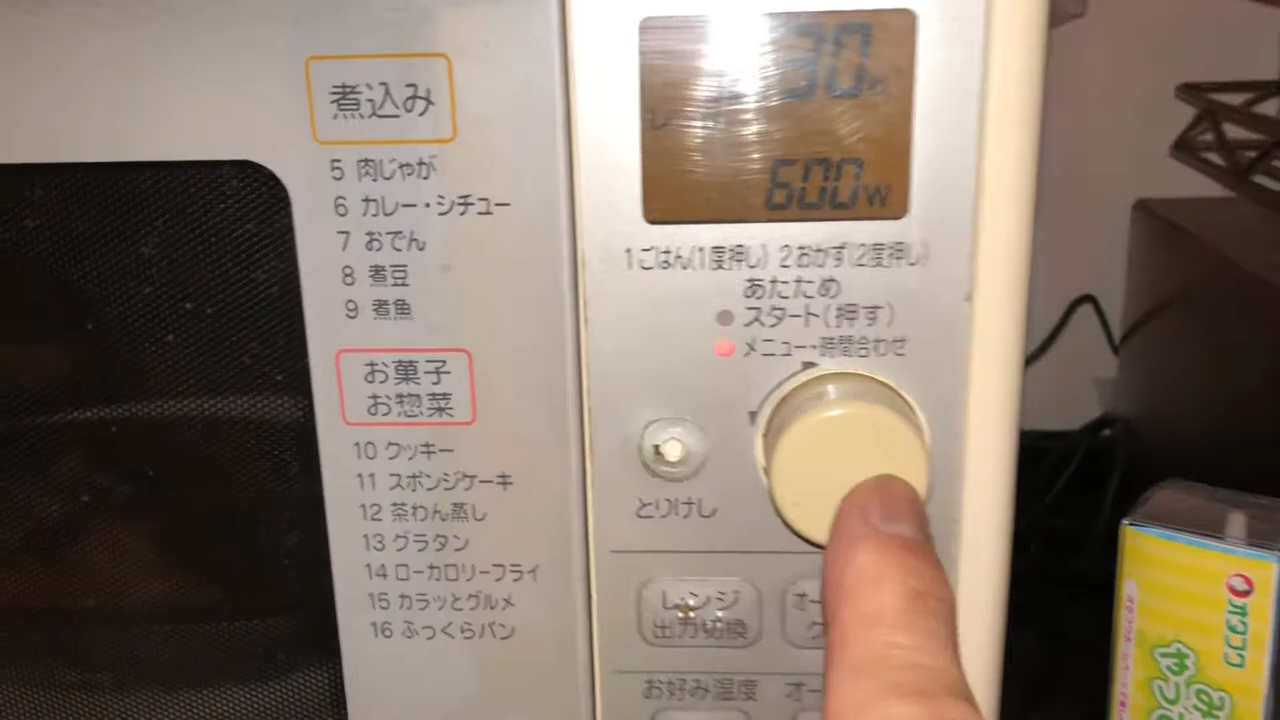 煮込み
5 肉じゃが
6 カレー・シチュー
7 おでん
8 煮豆
9 煮魚
お菓子
お惣菜
10 クッキー
11 スポンジケーキ
12 茶わん蒸し
13 グラタン
14 ローカロリーフライ
15 カラッとグルメ
16 ふっくらパン
30
600W
1ごはん(1度押し) 2おかず(2度押し)
あたため
スタート(押す)
メニュー・時間合わせ
とりけし
レンジ
出力切換
お好み温度
オタフク